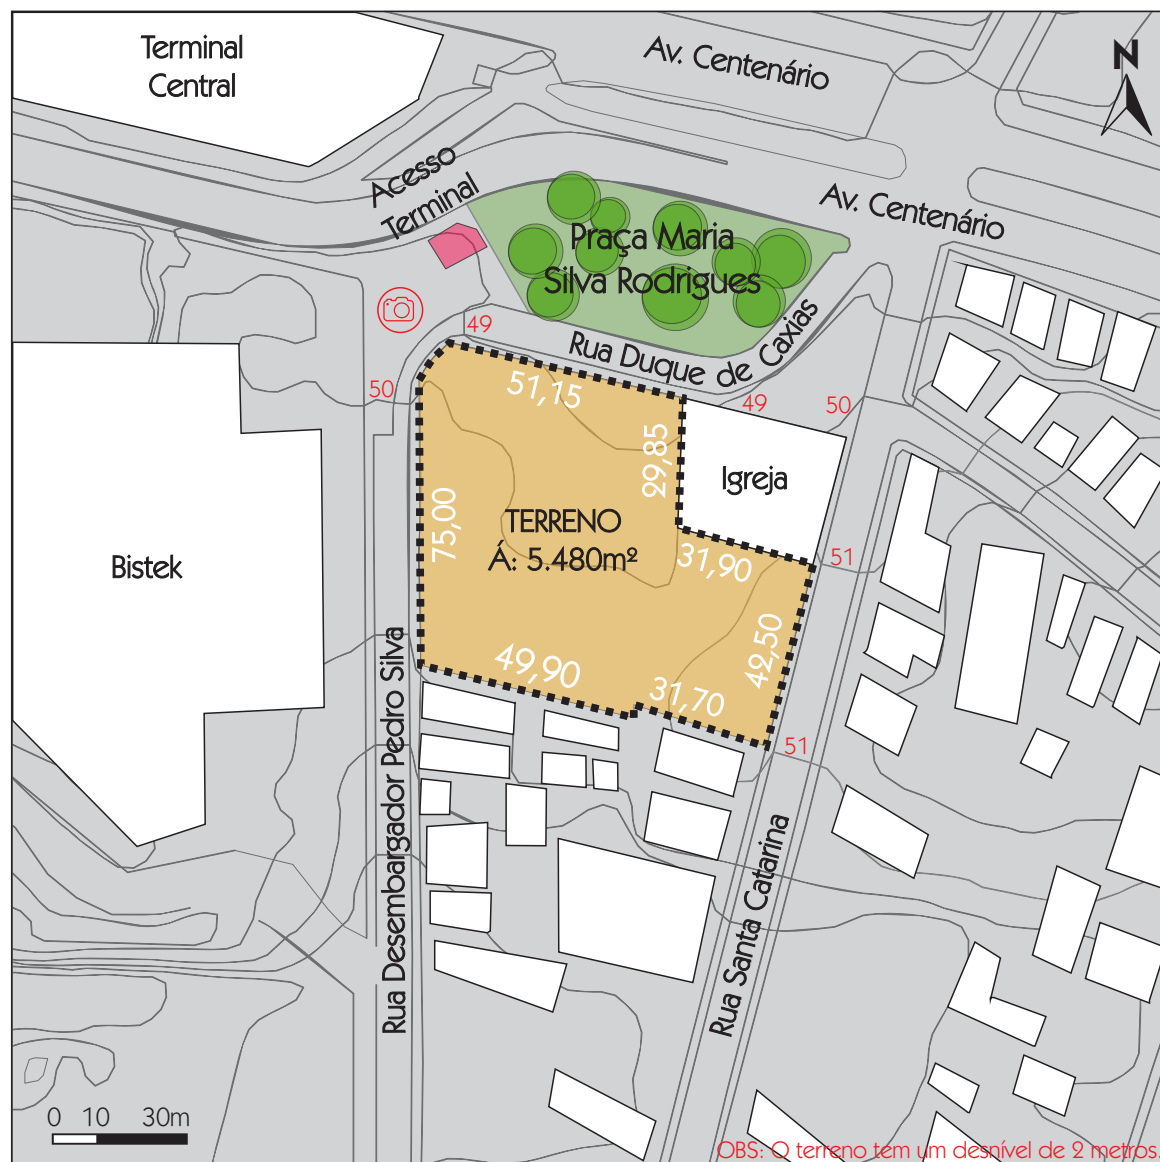 Terminal
Central
Av. Centenário
N
Acesso
Terminal
Av. Centenário
Praça Maria
Silva Rodrigues
49
Rua Duque de Caxias
50
51,15
49
50
29,85
Igreja
75,00
TERRENO
Á: 5.480m²
31,90
51
Bistek
42,50
49,90
31,70
51
Rua Desembargador Pedro Silva
Rua Santa Catarina
0 10 30m
OBS: O terreno tem um desnível de 2 metros.